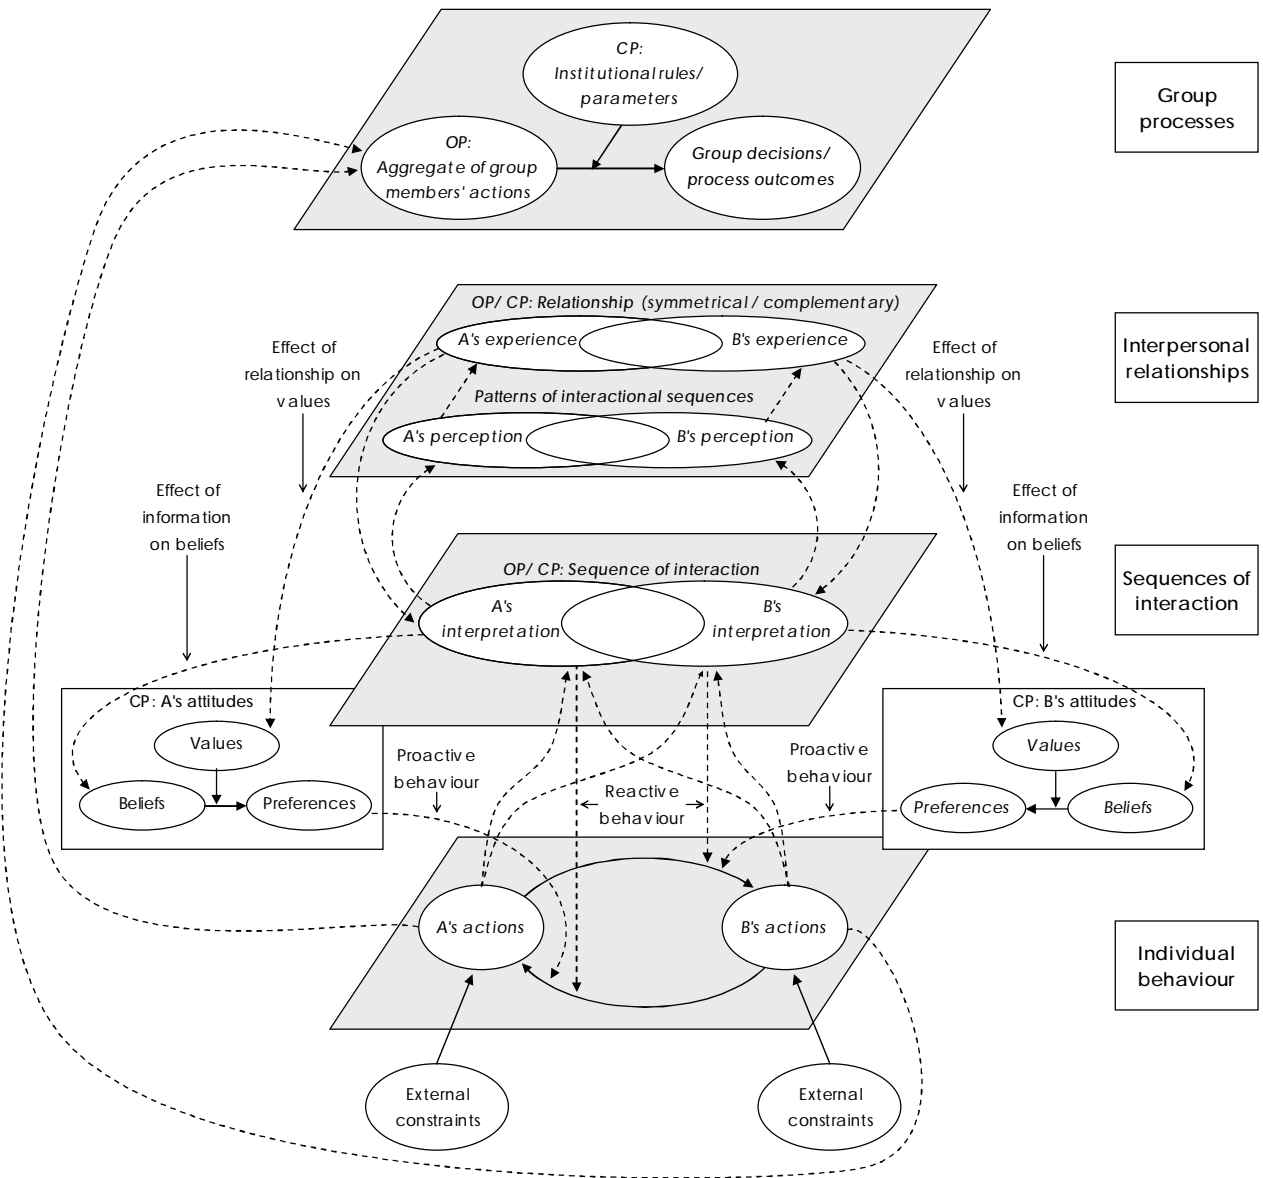 CP:
Institutional rules/
parameters
OP:
Aggregate of group
members' actions
Group decisions/
process outcomes
Group
processes
OP/ CP: Relationship (symmetrical / complementary)
A's experience
B's experience
Patterns of interactional sequences
A's perception
B's perception
Interpersonal
relationships
Effect of
relationship on
values
Effect of
relationship on
values
Effect of
information
on beliefs
Effect of
information
on beliefs
OP/ CP: Sequence of interaction
A's
interpretation
B's
interpretation
Sequences of
interaction
CP: A's attitudes
Values
Beliefs
Preferences
CP: B's attitudes
Values
Preferences
Beliefs
Proactive
behaviour
Reactive
behaviour
Proactive
behaviour
A's actions
B's actions
Individual
behaviour
External
constraints
External
constraints